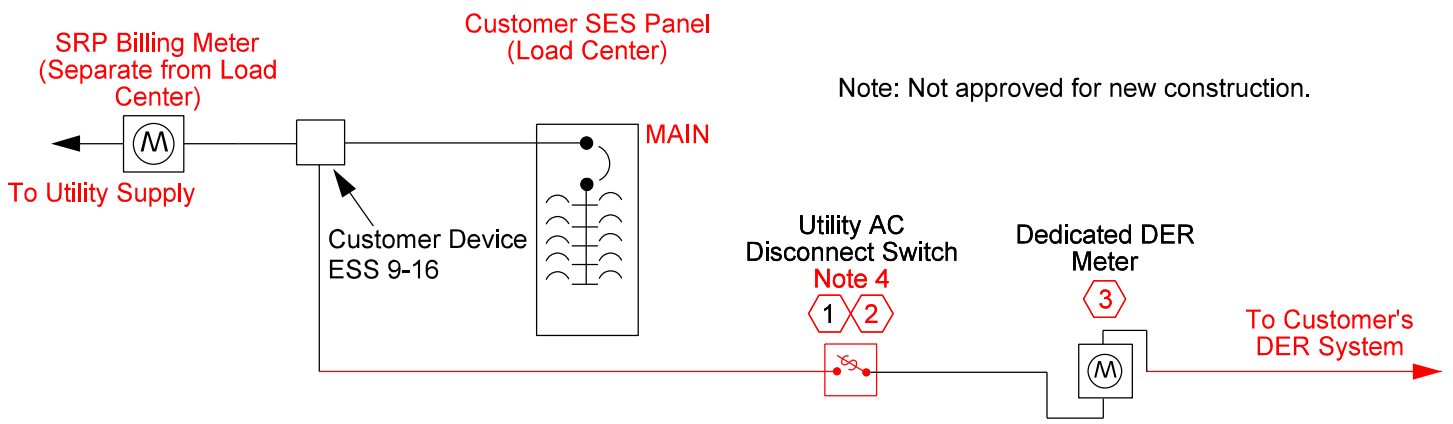 SRP Billing Meter
(Separate from Load
Center)
Customer SES Panel
(Load Center)
Note: Not approved for new construction.
M
MAIN
To Utility Supply
Customer Device
ESS 9-16
Utility AC
Disconnect Switch
Note 4
1 2
Dedicated DER
Meter
3
To Customer's
DER System
M